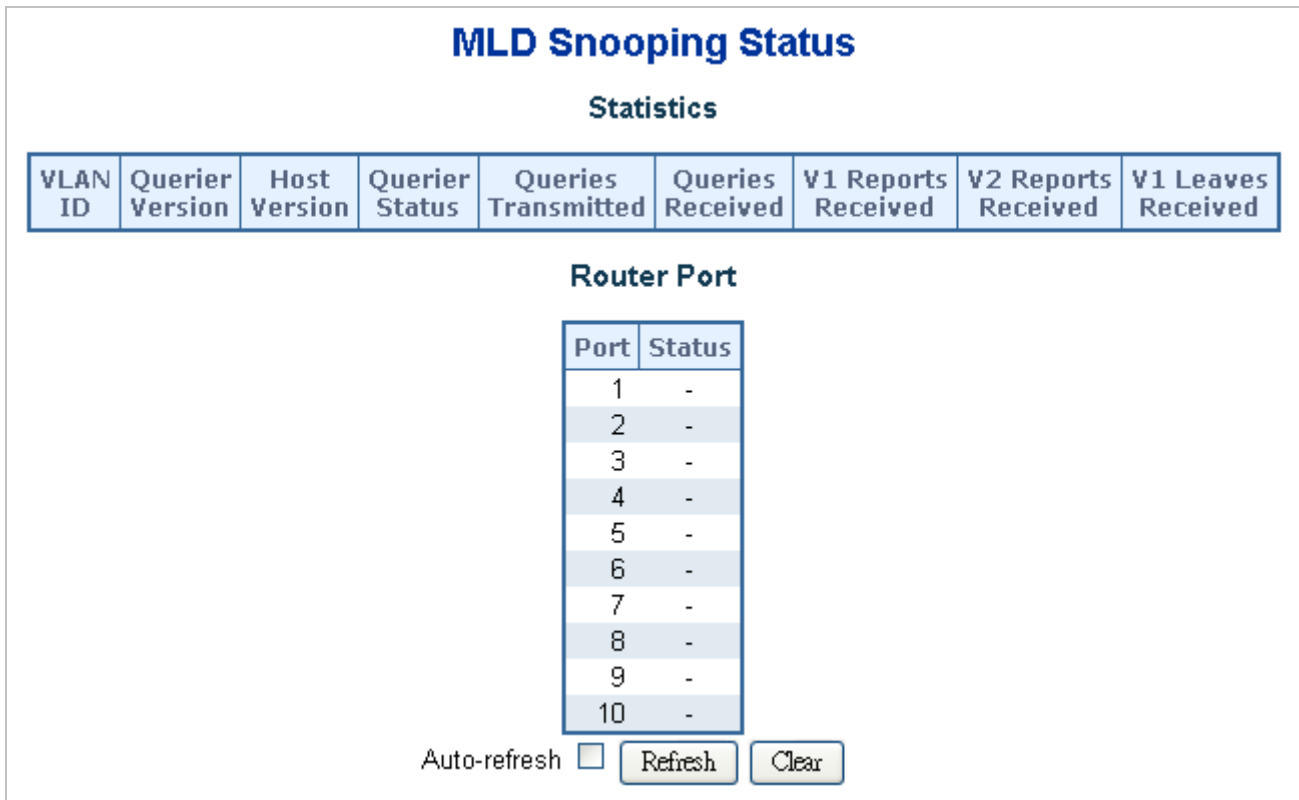 MLD Snooping Status
Statistics
VLAN ID Querier Version Host Version Querier Status Queries Transmitted Queries Received V1 Reports Received V2 Reports Received V1 Leaves Received
Router Port
Port Status
1 -
2 -
3 -
4 -
5 -
6 -
7 -
8 -
9 -
10 -
Auto-refresh Refresh Clear